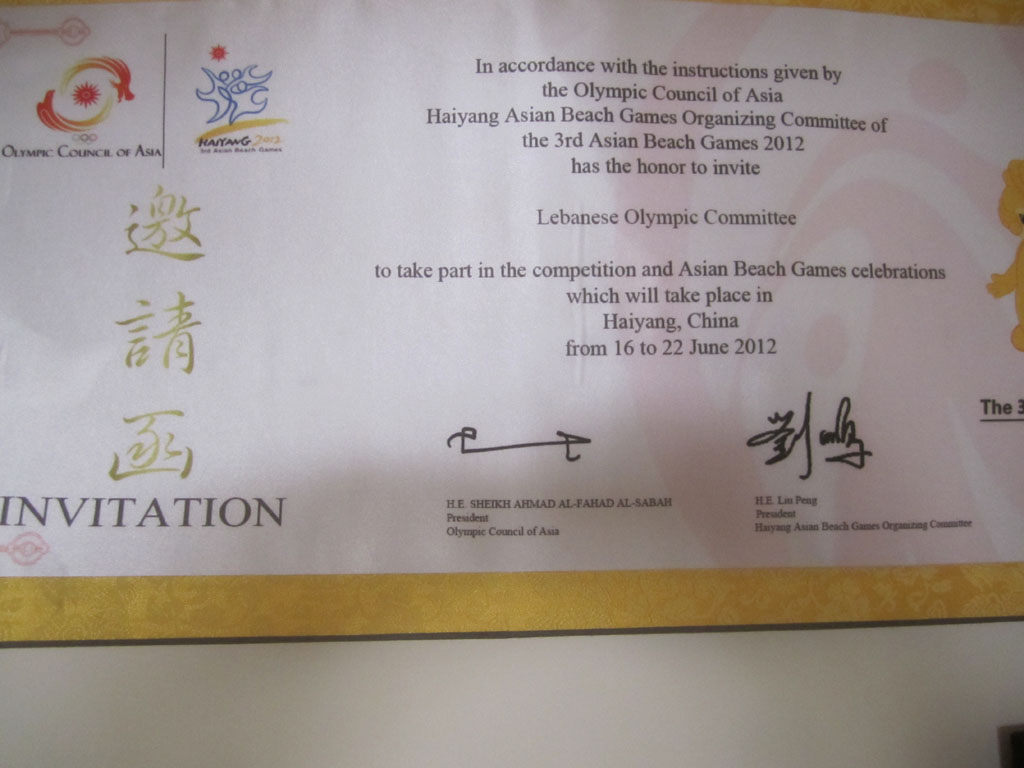 OLYMPIC COUNCIL OF ASIA
HAIYANG 2012
3rd Asian Beach Games
邀
請
函
INVITATION
In accordance with the instructions given by
the Olympic Council of Asia
Haiyang Asian Beach Games Organizing Committee of
the 3rd Asian Beach Games 2012
has the honor to invite
Lebanese Olympic Committee
to take part in the competition and Asian Beach Games celebrations
which will take place in
Haiyang, China
from 16 to 22 June 2012
H.E. SHEIKH AHMAD AL-FAHAD AL-SABAH
President
Olympic Council of Asia
H.E. Liu Peng
President
Haiyang Asian Beach Games Organizing Committee
The 3